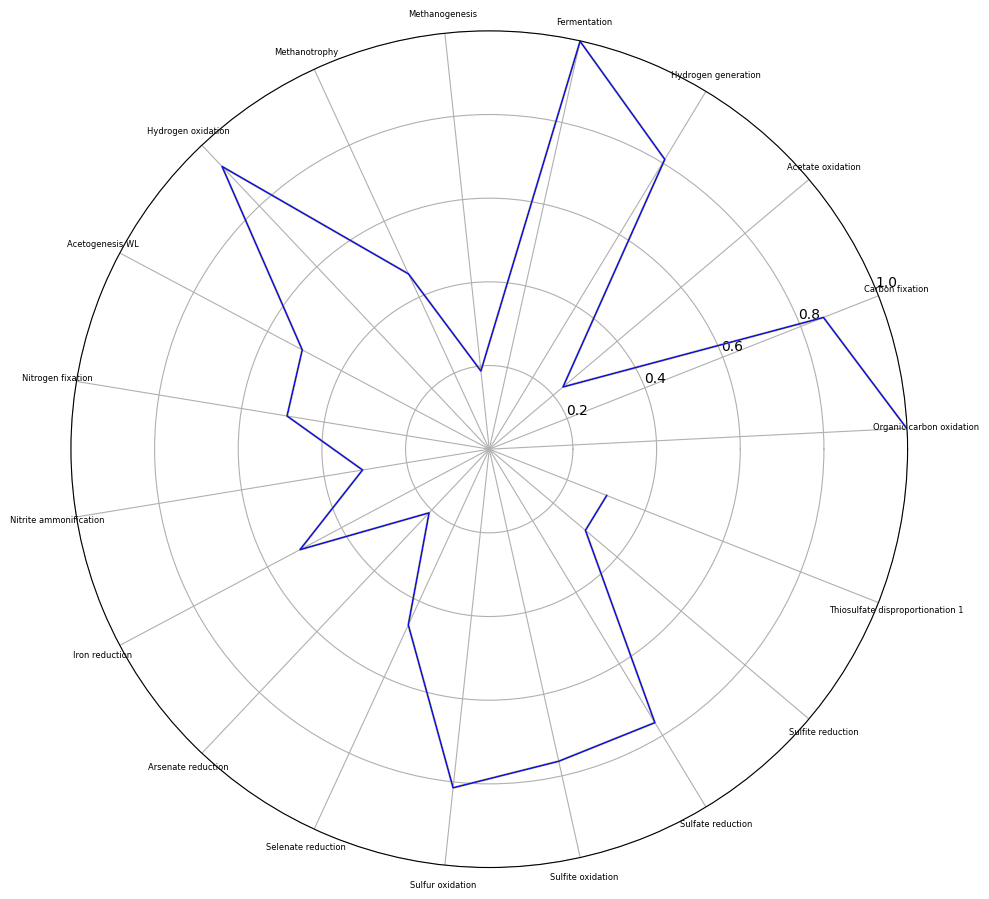 Methanogenesis
Fermentation
Methanotrophy
Hydrogen generation
Hydrogen oxidation
Acetate oxidation
Acetogenesis WL
1.0
Carbon fixation
0.8
0.6
Nitrogen fixation
0.4
0.2
Organic carbon oxidation
Nitrite ammonification
Thiosulfate disproportionation 1
Iron reduction
Sulfite reduction
Arsenate reduction
Sulfate reduction
Selenate reduction
Sulfite oxidation
Sulfur oxidation